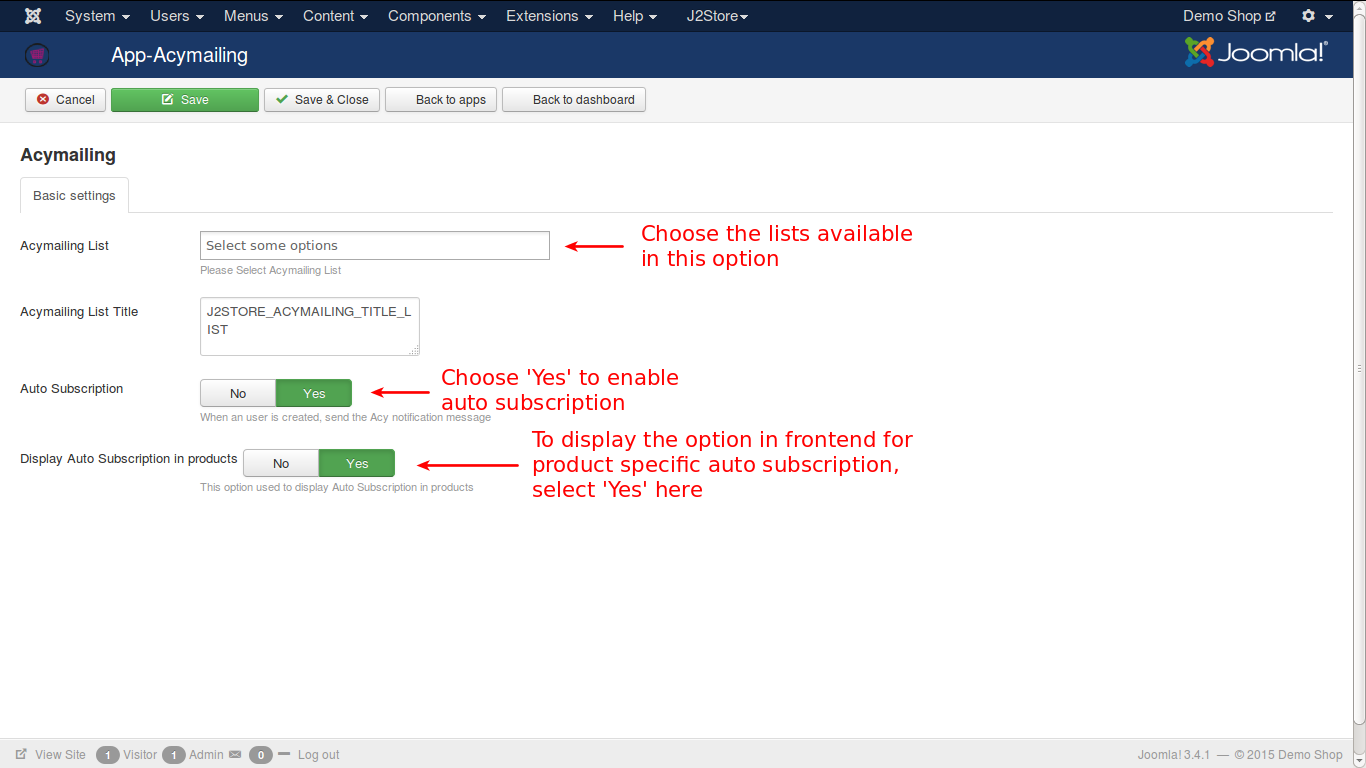 System Users Menus Content Components Extensions Help J2Store Demo Shop
App-Acymailing Joomla!®
Cancel Save Save & Close Back to apps Back to dashboard
Acymailing
Basic settings
Acymailing List Select some options
Please Select Acymailing List
Choose the lists available
in this option
Acymailing List Title J2STORE_ACYMAILING_TITLE_L
IST
Auto Subscription No Yes
When an user is created, send the Acy notification message
Choose 'Yes' to enable
auto subscription
Display Auto Subscription in products No Yes
This option used to display Auto Subscription in products
To display the option in frontend for
product specific auto subscription,
select 'Yes' here
View Site 1 Visitor 1 Admin 0 Log out Joomla! 3.4.1 — © 2015 Demo Shop